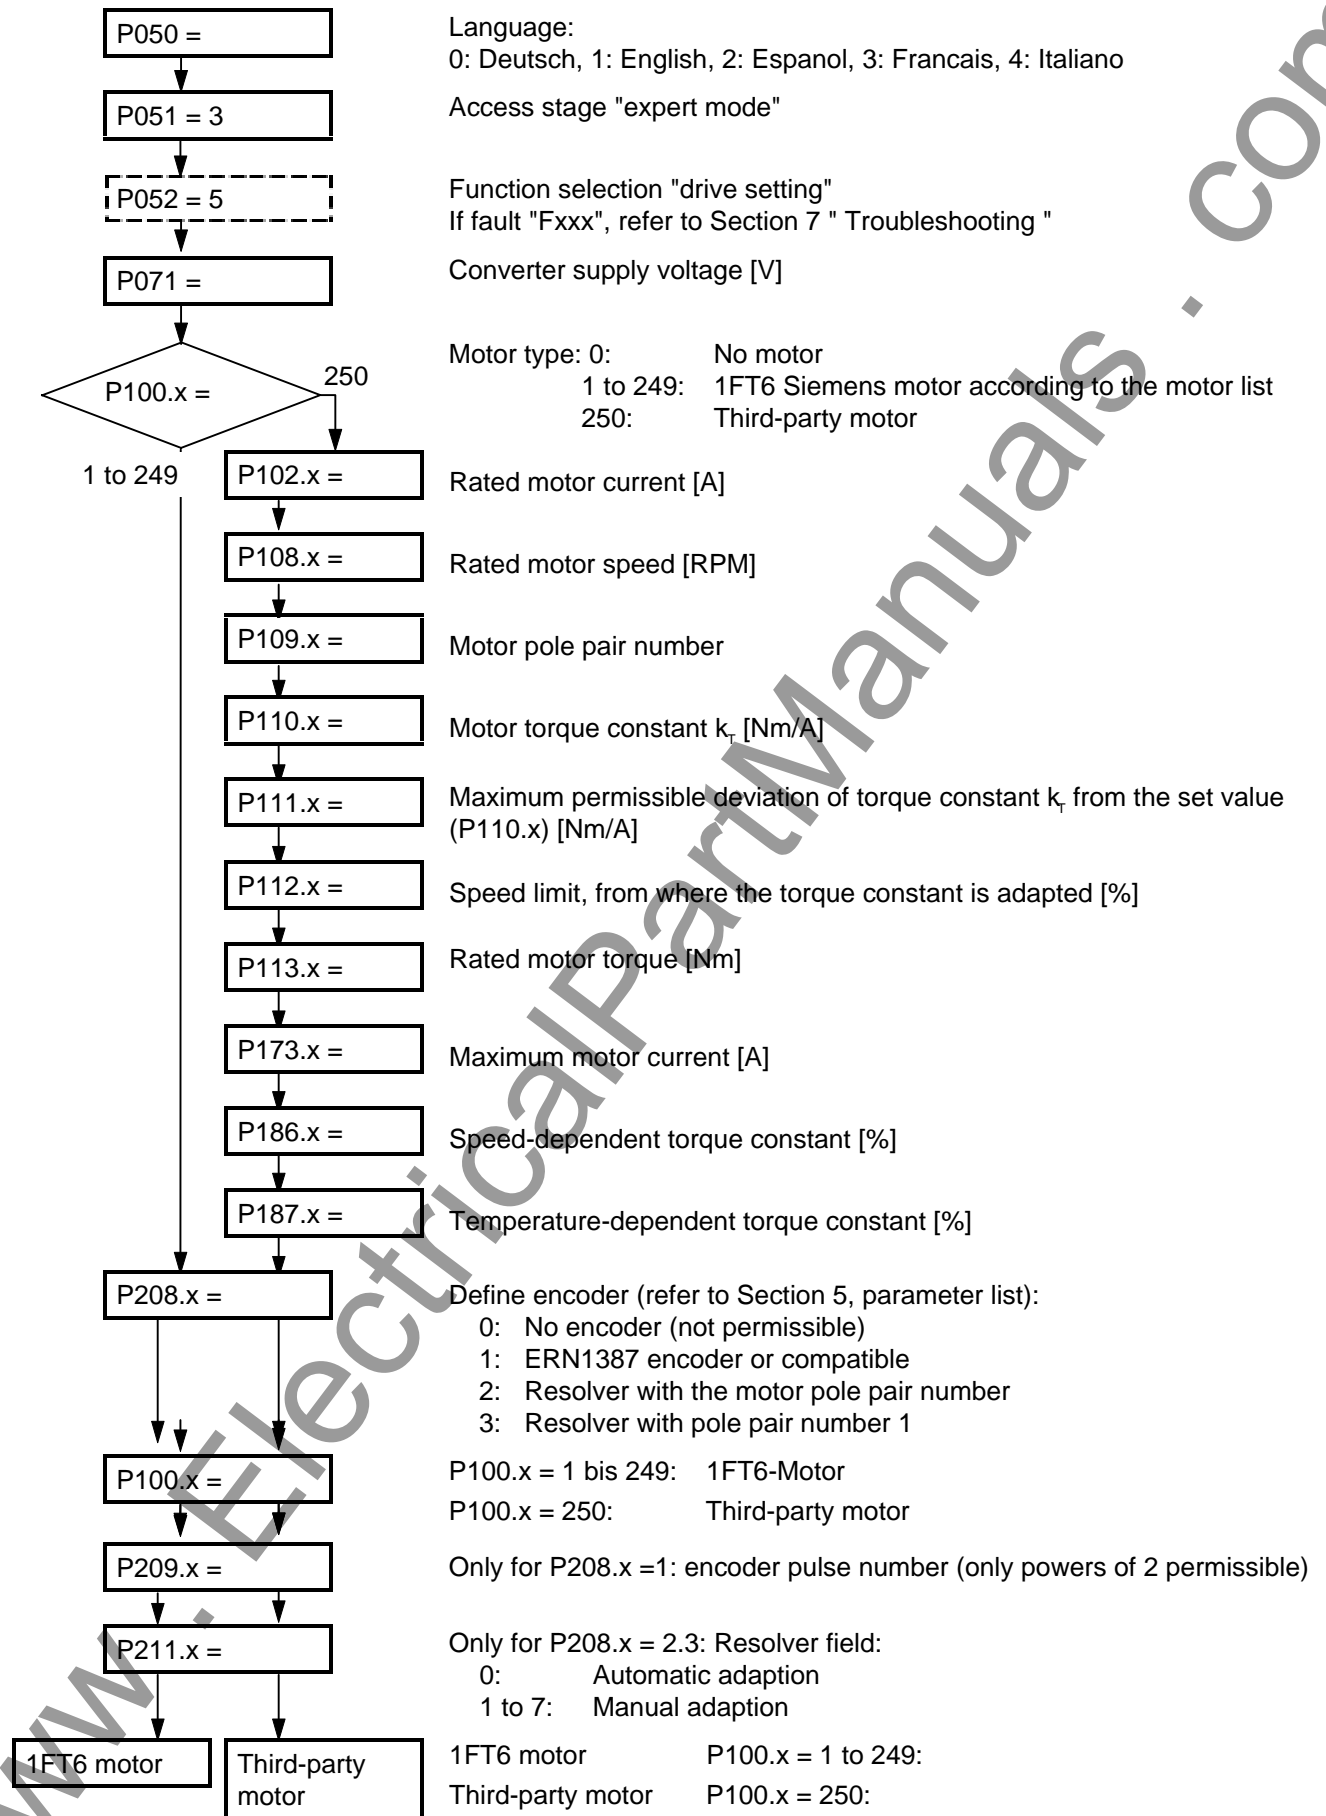 P050 =
Language:
0: Deutsch, 1: English, 2: Espanol, 3: Francais, 4: Italiano
P051 = 3
Access stage "expert mode"
P052 = 5
Function selection "drive setting"
If fault "Fxxx", refer to Section 7 " Troubleshooting "
P071 =
Converter supply voltage [V]
P100.x =
250
1 to 249
Motor type: 0: No motor
1 to 249: 1FT6 Siemens motor according to the motor list
250: Third-party motor
P102.x =
Rated motor current [A]
P108.x =
Rated motor speed [RPM]
P109.x =
Motor pole pair number
P110.x =
Motor torque constant kT [Nm/A]
P111.x =
Maximum permissible deviation of torque constant kT from the set value
(P110.x) [Nm/A]
P112.x =
Speed limit, from where the torque constant is adapted [%]
P113.x =
Rated motor torque [Nm]
P173.x =
Maximum motor current [A]
P186.x =
Speed-dependent torque constant [%]
P187.x =
Temperature-dependent torque constant [%]
P208.x =
Define encoder (refer to Section 5, parameter list):
0: No encoder (not permissible)
1: ERN1387 encoder or compatible
2: Resolver with the motor pole pair number
3: Resolver with pole pair number 1
P100.x =
P100.x = 1 bis 249: 1FT6-Motor
P100.x = 250: Third-party motor
P209.x =
Only for P208.x =1: encoder pulse number (only powers of 2 permissible)
P211.x =
Only for P208.x = 2.3: Resolver field:
0: Automatic adaption
1 to 7: Manual adaption
1FT6 motor
Third-party
motor
1FT6 motor P100.x = 1 to 249:
Third-party motor P100.x = 250:
ww . ElectricalPartManuals . com